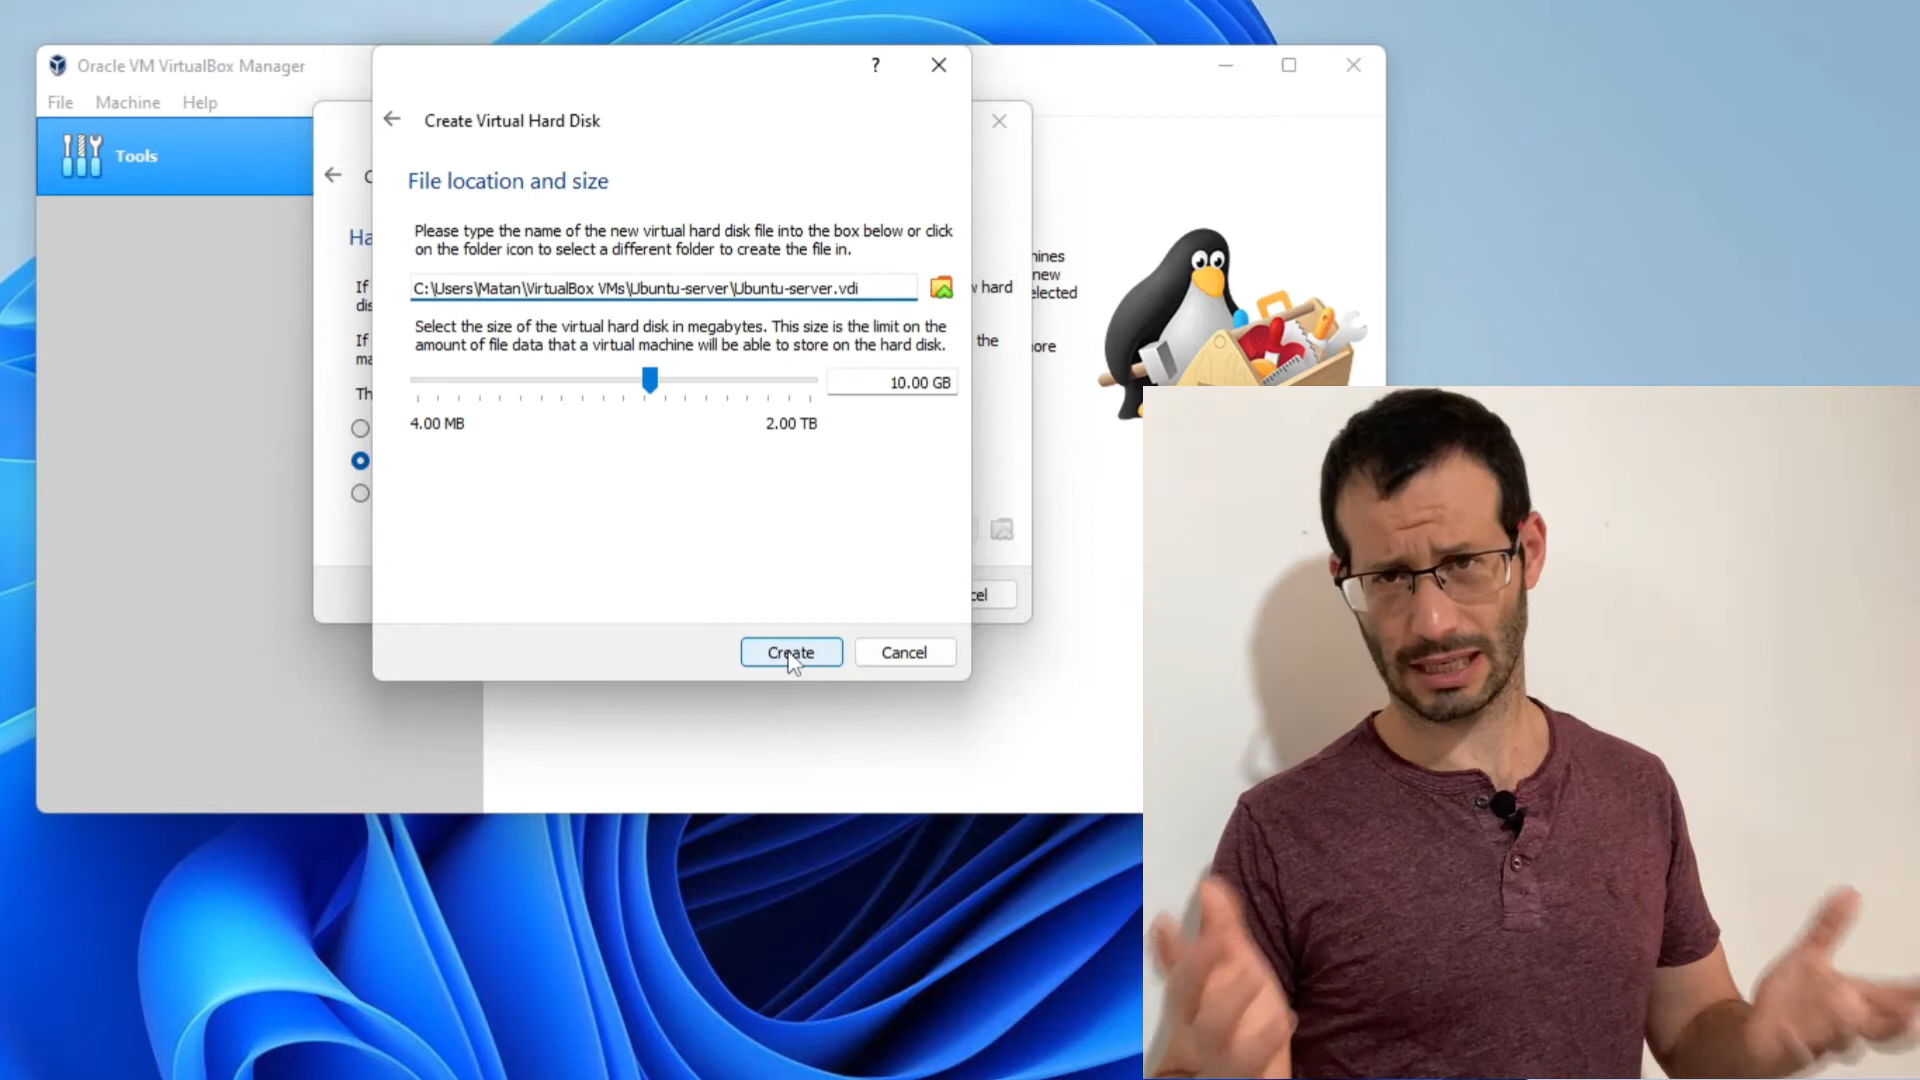 Oracle VM VirtualBox Manager
File Machine Help
Tools
?
Create Virtual Hard Disk
File location and size
Please type the name of the new virtual hard disk file into the box below or click
on the folder icon to select a different folder to create the file in.
C:\Users\Matan\VirtualBox VMs\Ubuntu-server\Ubuntu-server.vdi
Select the size of the virtual hard disk in megabytes. This size is the limit on the
amount of file data that a virtual machine will be able to store on the hard disk.
10.00 GB
4.00 MB 2.00 TB
Create Cancel
If
If
hard
the
new